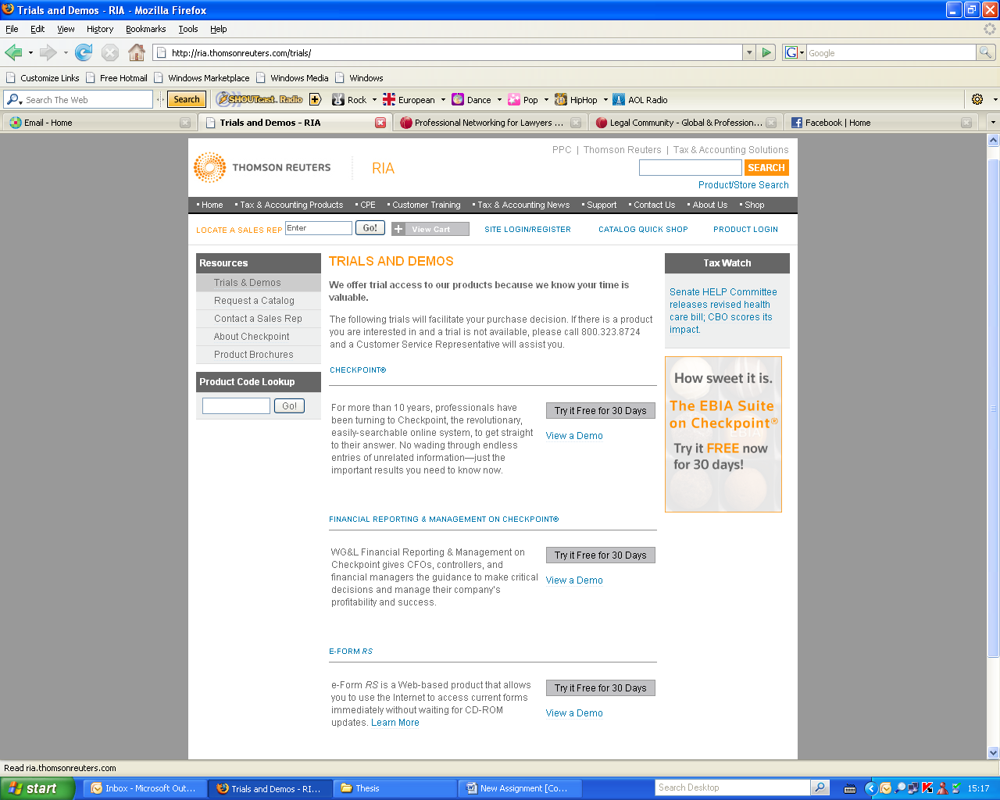 Trials and Demos - RIA - Mozilla Firefox
File Edit View History Bookmarks Tools Help
http://ria.thomsonreuters.com/trials/
G Google
Customize Links Free Hotmail Windows Marketplace Windows Media Windows
Search The Web Search SHOUTcast Radio Rock European Dance Pop HipHop AOL Radio
Email - Home Trials and Demos - RIA Professional Networking for Lawyers ... Legal Community - Global & Profession... Facebook | Home
PPC | Thomson Reuters | Tax & Accounting Solutions
THOMSON REUTERS RIA
SEARCH
Product/Store Search
Home Tax & Accounting Products CPE Customer Training Tax & Accounting News Support Contact Us About Us Shop
LOCATE A SALES REP Enter Go! View Cart SITE LOGIN/REGISTER CATALOG QUICK SHOP PRODUCT LOGIN
Resources
Trials & Demos
Request a Catalog
Contact a Sales Rep
About Checkpoint
Product Brochures
Product Code Lookup
Go!
TRIALS AND DEMOS
We offer trial access to our products because we know your time is
valuable.
The following trials will facilitate your purchase decision. If there is a product
you are interested in and a trial is not available, please call 800.323.8724
and a Customer Service Representative will assist you.
CHECKPOINT®
For more than 10 years, professionals have
been turning to Checkpoint, the revolutionary,
easily-searchable online system, to get straight
to their answer. No wading through endless
entries of unrelated information—just the
important results you need to know now.
Try it Free for 30 Days
View a Demo
FINANCIAL REPORTING & MANAGEMENT ON CHECKPOINT®
WG&L Financial Reporting & Management on
Checkpoint gives CFOs, controllers, and
financial managers the guidance to make critical
decisions and manage their company's
profitability and success.
Try it Free for 30 Days
View a Demo
E-FORM RS
e-Form RS is a Web-based product that allows
you to use the Internet to access current forms
immediately without waiting for CD-ROM
updates. Learn More
Try it Free for 30 Days
View a Demo
Tax Watch
Senate HELP Committee
releases revised health
care bill; CBO scores its
impact.
How sweet it is.
The EBIA Suite
on Checkpoint®
Try it FREE now
for 30 days!
Read ria.thomsonreuters.com
start Inbox - Microsoft Out... Trials and Demos - RI... Thesis New Assignment [Co... Search Desktop 15:17